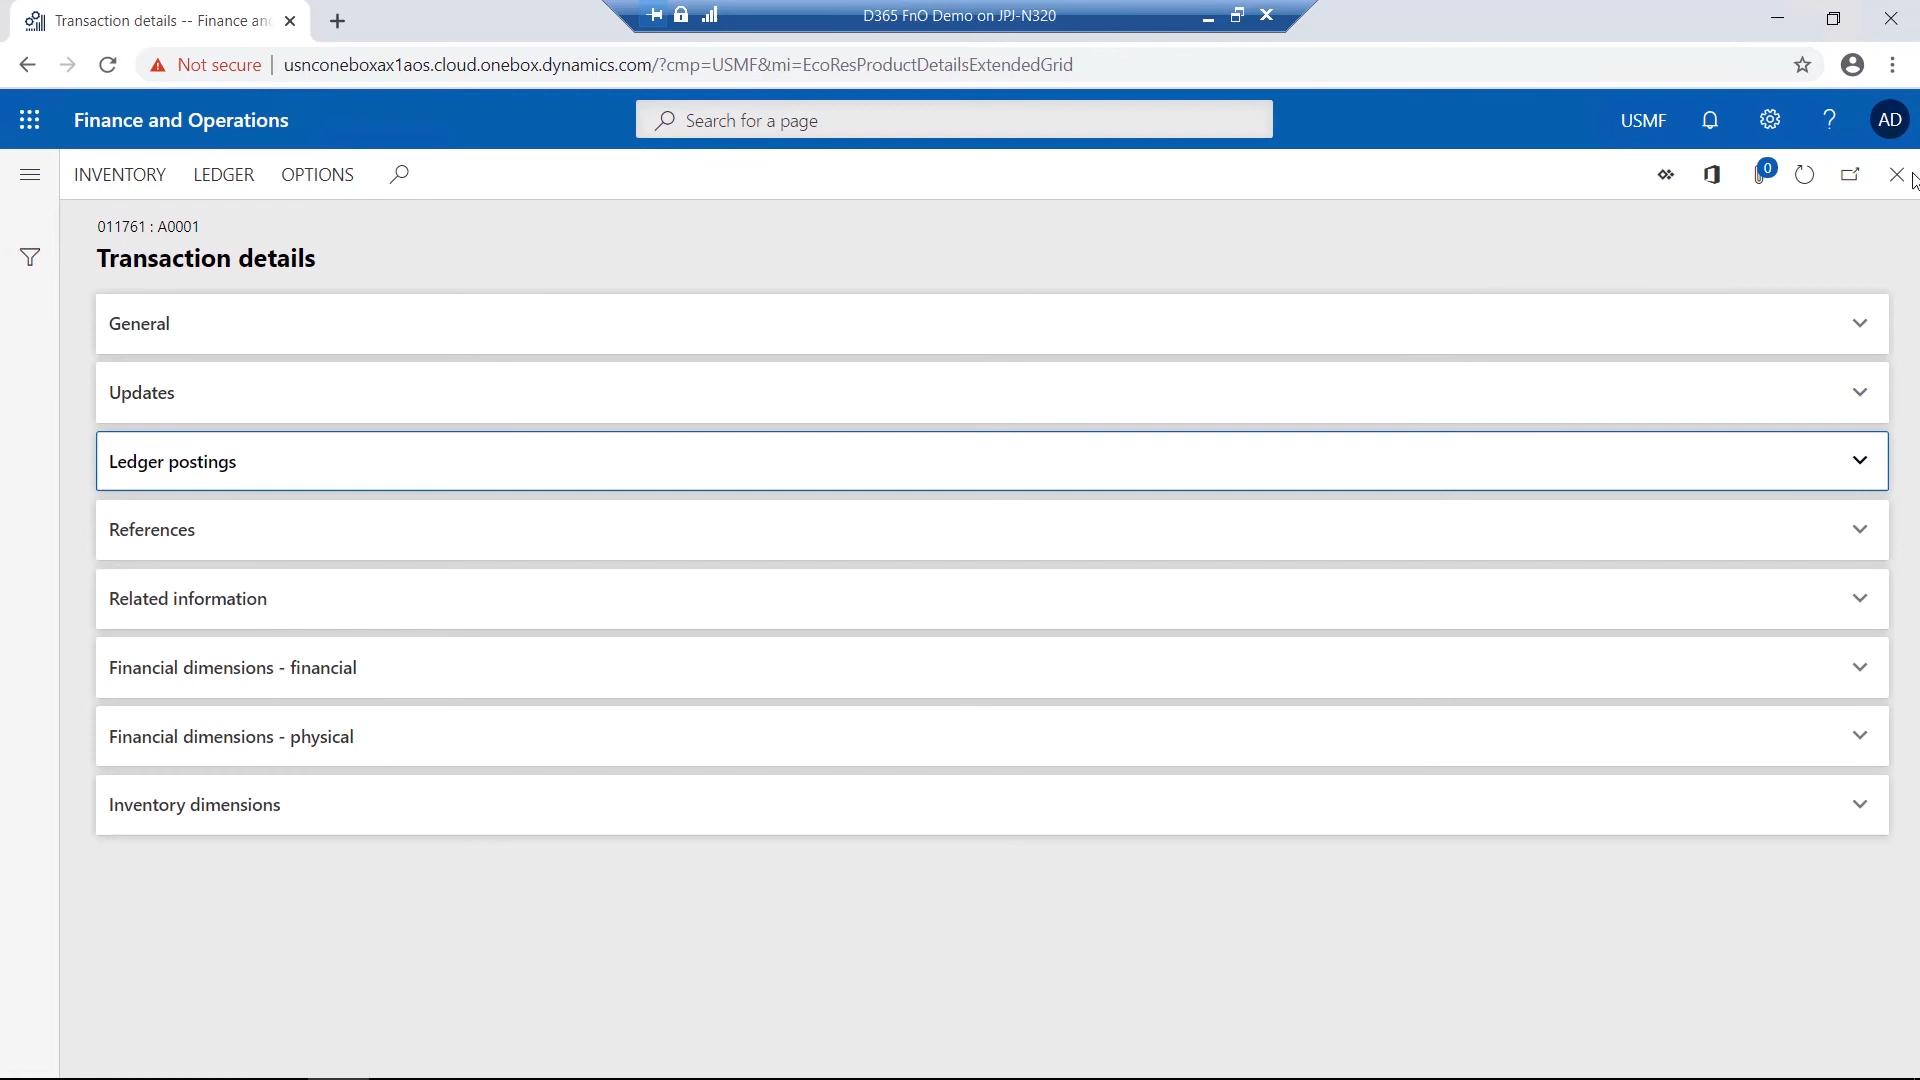 Transaction details -- Finance and
D365 FnO Demo on JPJ-N320
Not secure
usnconeboxax1aos.cloud.onebox.dynamics.com/?cmp=USMF&mi=EcoResProductDetailsExtendedGrid
Finance and Operations
Search for a page
USMF
?
AD
INVENTORY
LEDGER
OPTIONS
0
011761 : A0001
Transaction details
General
Updates
Ledger postings
References
Related information
Financial dimensions - financial
Financial dimensions - physical
Inventory dimensions